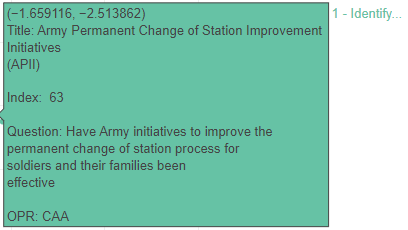 (−1.659116, −2.513862)
1 - Identify...
Title: Army Permanent Change of Station Improvement
Initiatives
(APII)
Index: 63
Question: Have Army initiatives to improve the
permanent change of station process for
soldiers and their families been
effective
OPR: CAA